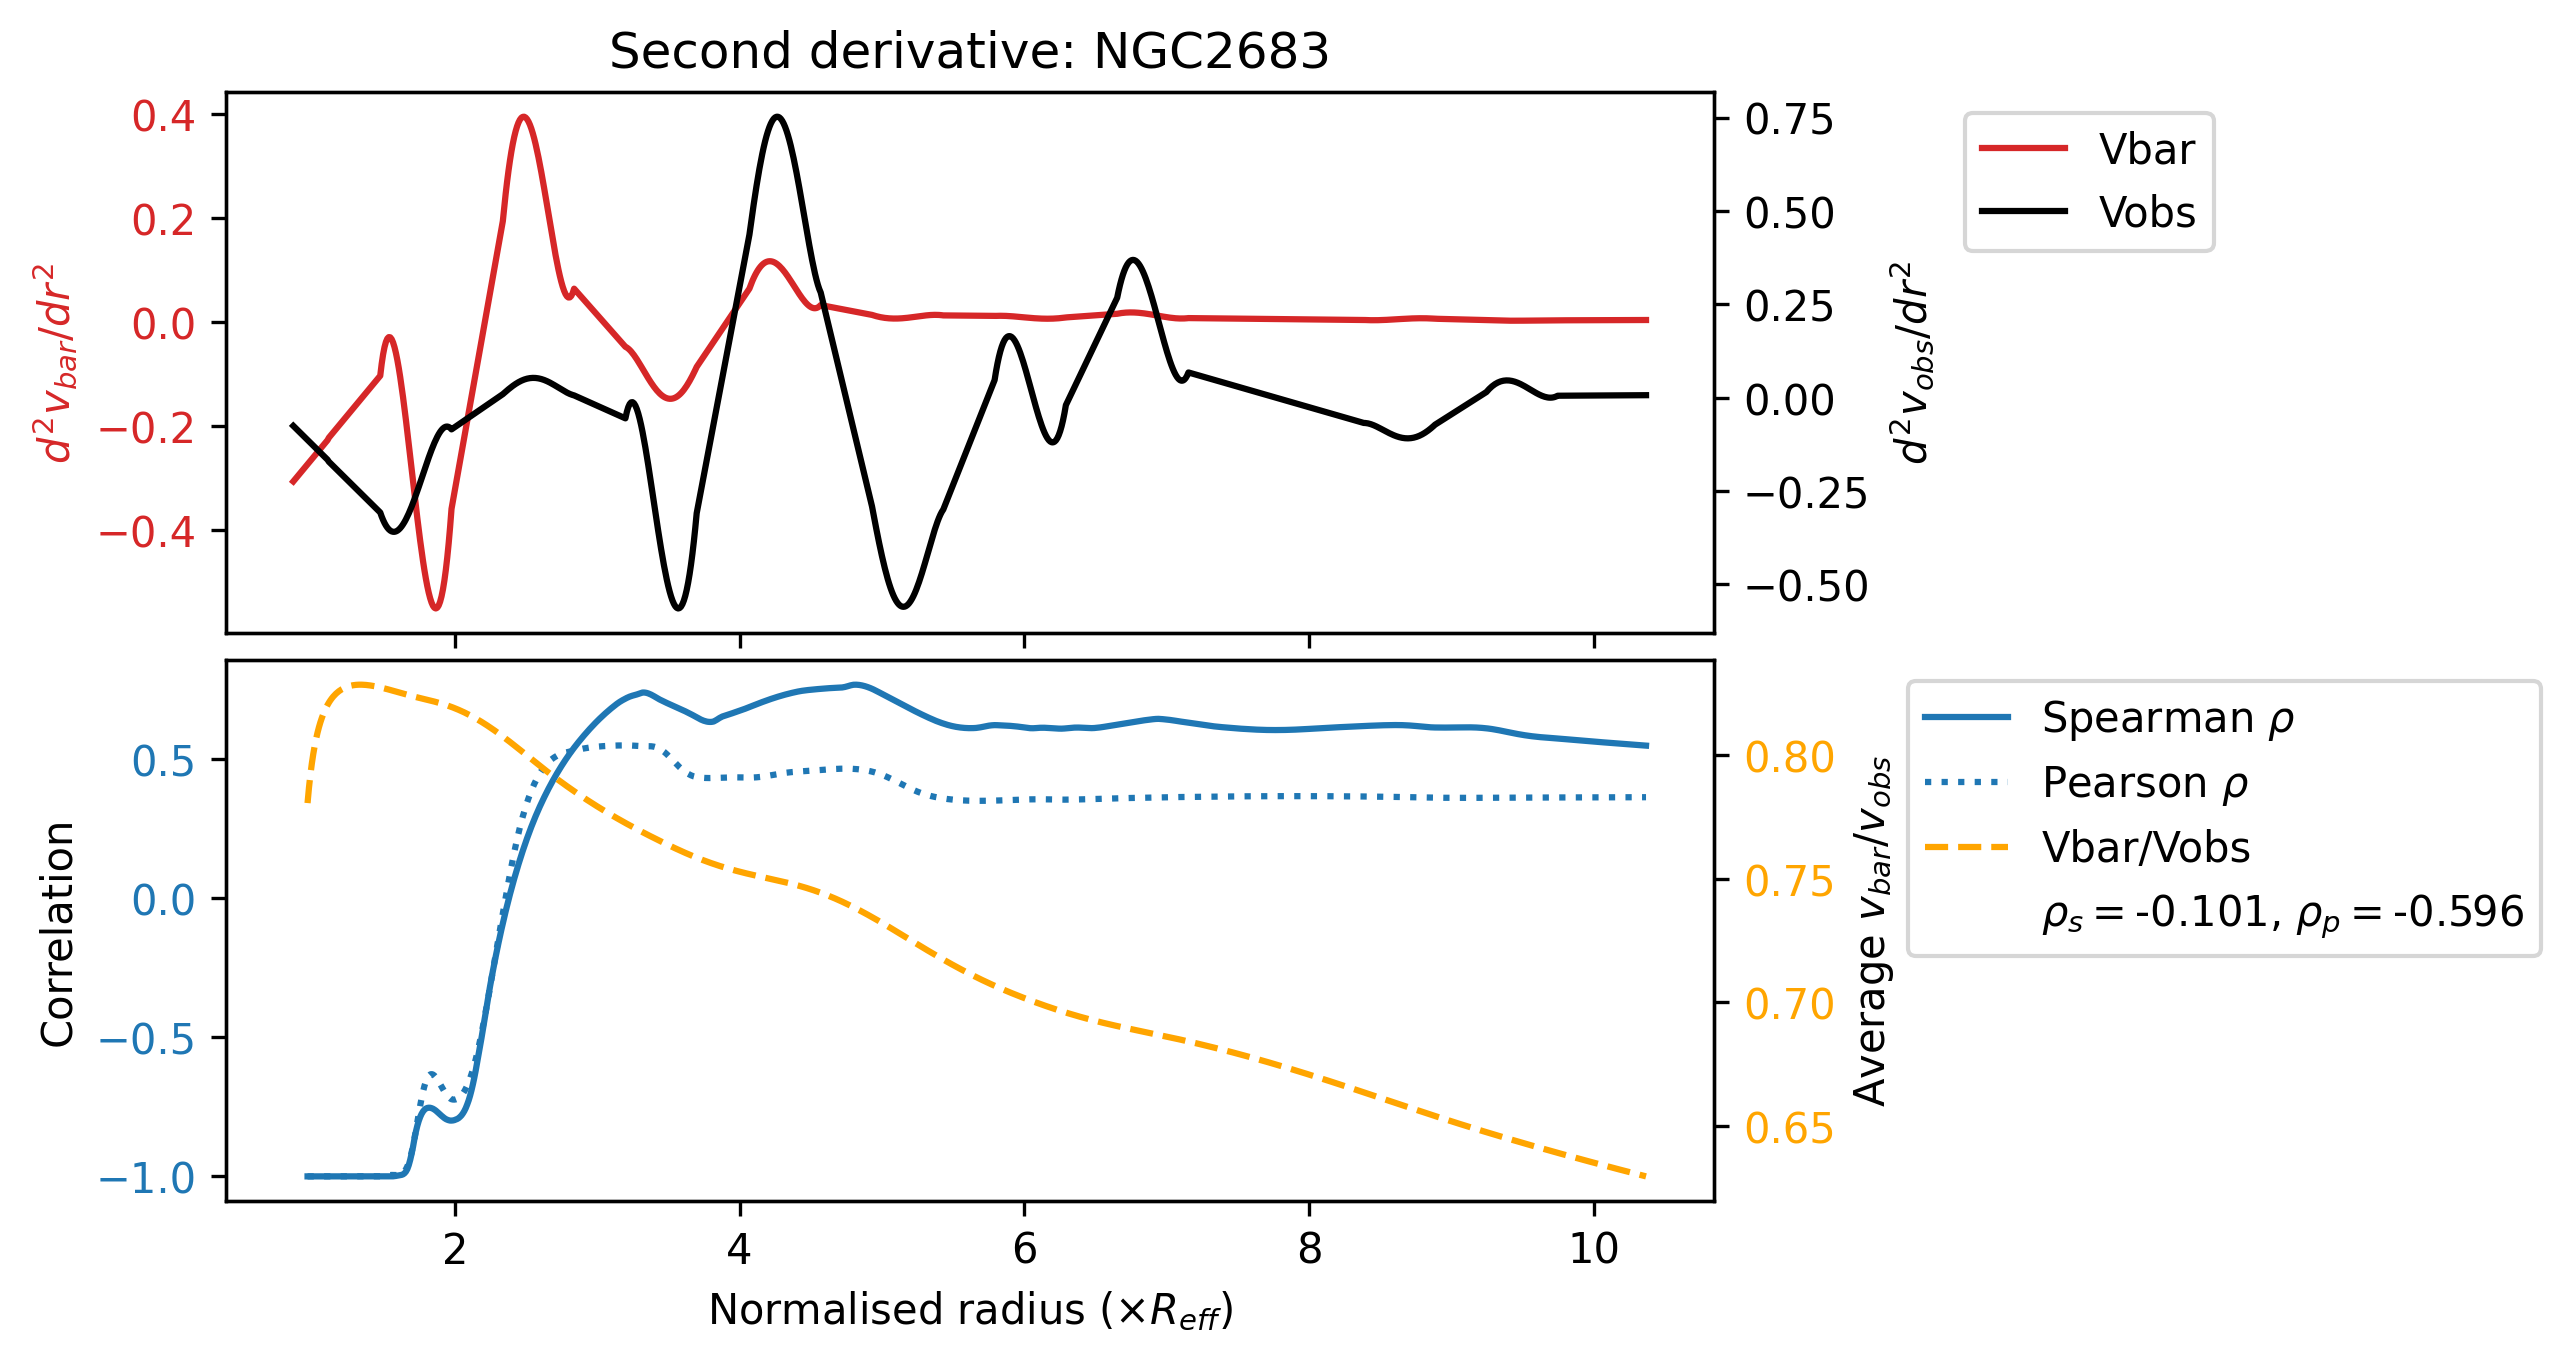 Second derivative: NGC2683
0.4
0.2
0.0
−0.2
−0.4
d²v_bar/dr²
0.75
0.50
0.25
0.00
−0.25
−0.50
d²v_obs/dr²
Vbar
Vobs
0.5
0.0
−0.5
−1.0
Correlation
0.80
0.75
0.70
0.65
Average v_bar/v_obs
Spearman ρ
Pearson ρ
Vbar/Vobs
ρ_s = -0.101, ρ_p = -0.596
2 4 6 8 10
Normalised radius (×R_eff)